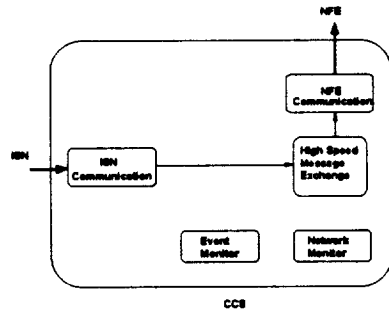 NFE
NFE
Communication
ISN
ISN
Communication
High Speed
Message
Exchange
Event
Monitor
Network
Monitor
CCS